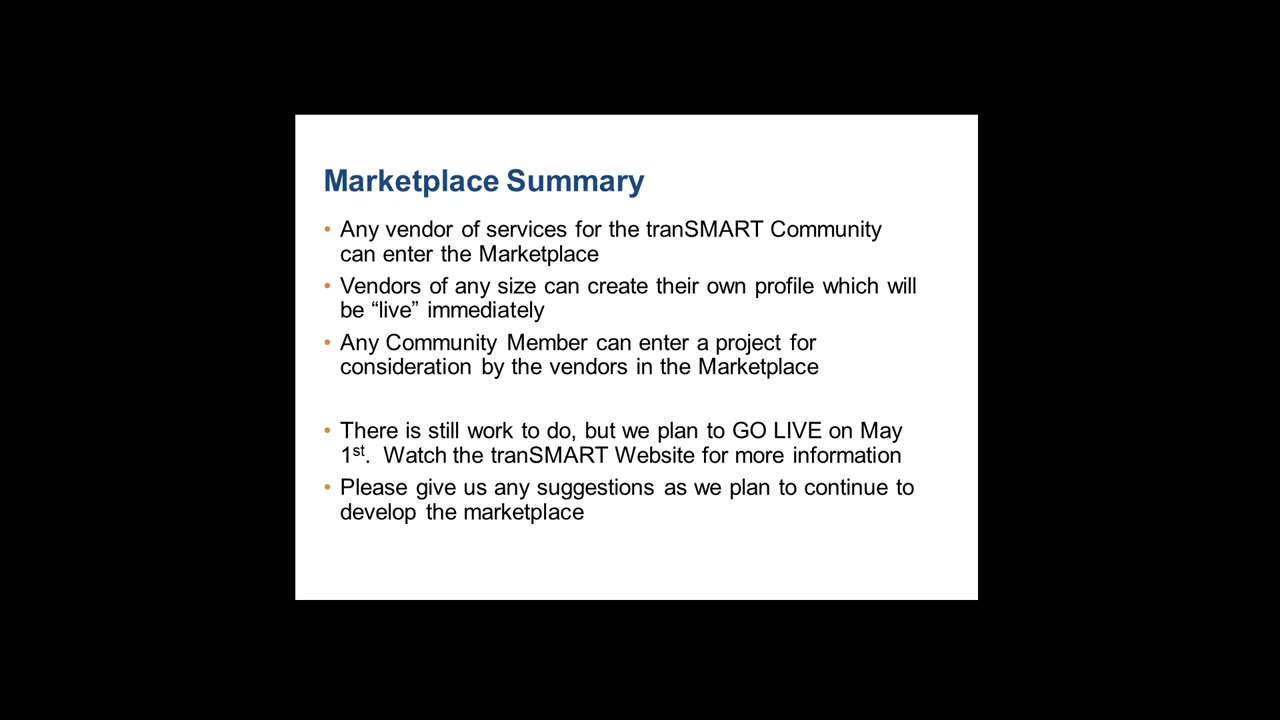 Marketplace Summary
• Any vendor of services for the tranSMART Community
can enter the Marketplace
• Vendors of any size can create their own profile which will
be “live” immediately
• Any Community Member can enter a project for
consideration by the vendors in the Marketplace
• There is still work to do, but we plan to GO LIVE on May
1st.  Watch the tranSMART Website for more information
• Please give us any suggestions as we plan to continue to
develop the marketplace